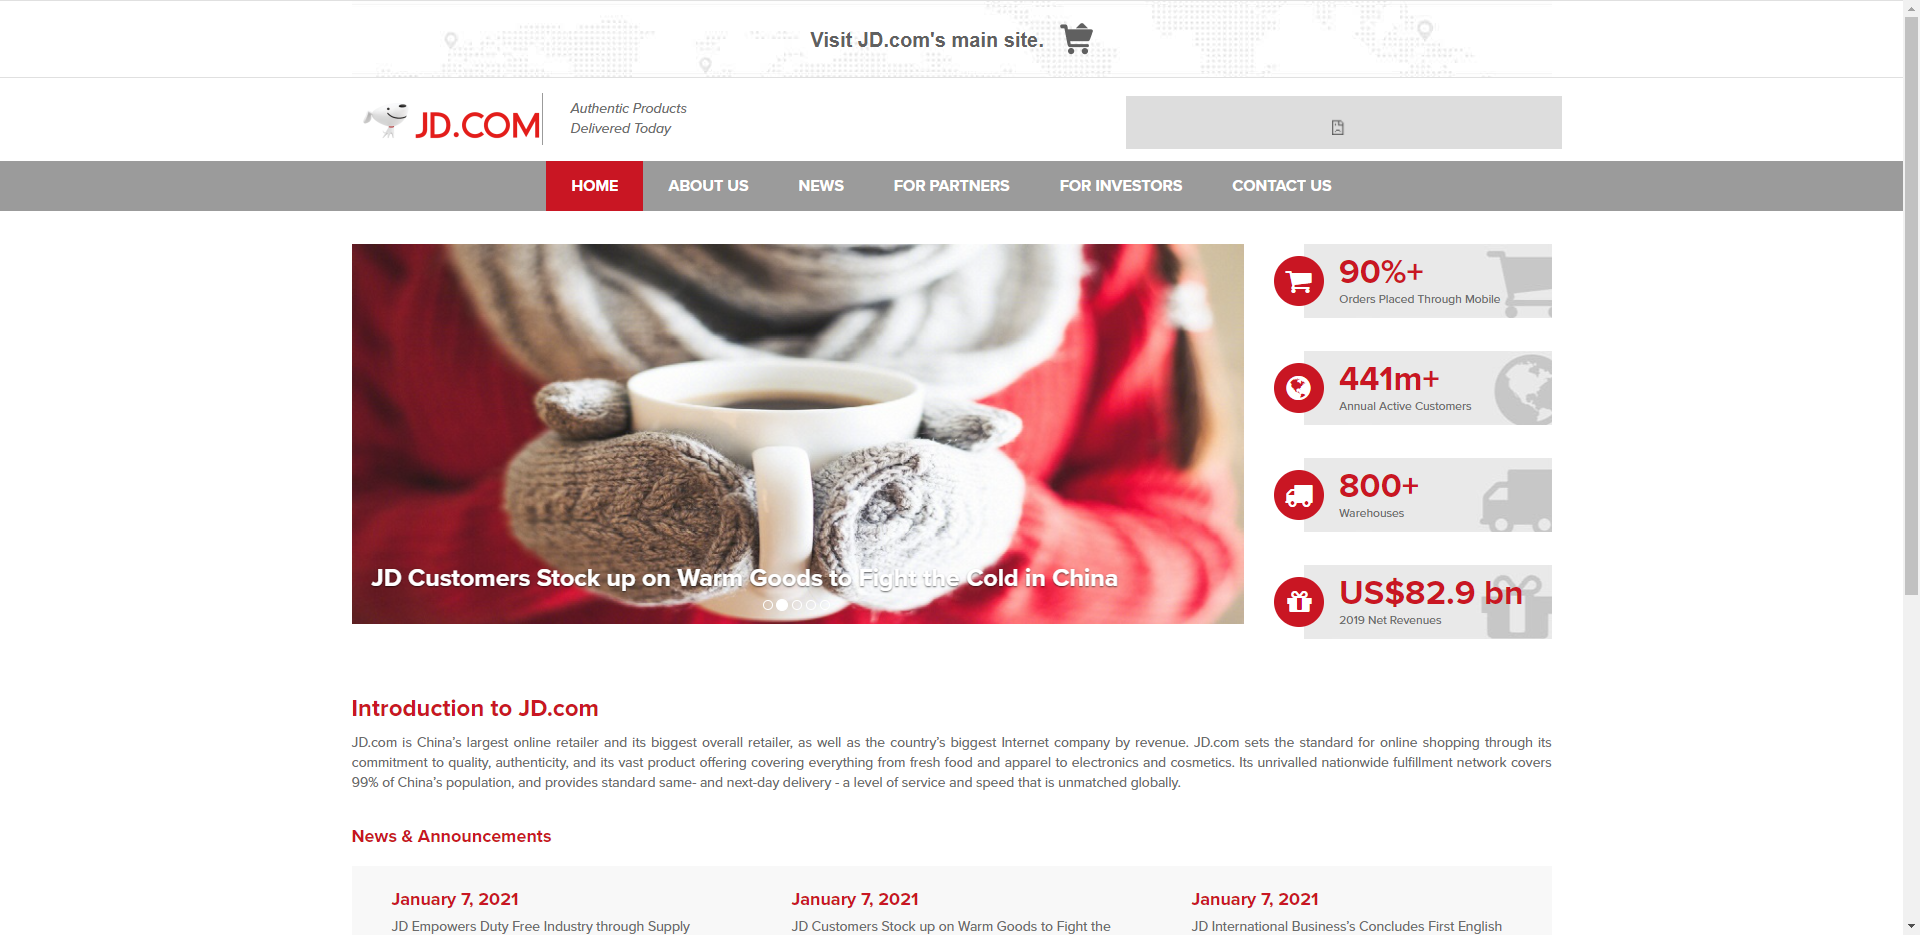 Visit JD.com's main site.
JD.COM
Authentic Products
Delivered Today
HOME
ABOUT US
NEWS
FOR PARTNERS
FOR INVESTORS
CONTACT US
JD Customers Stock up on Warm Goods to Fight the Cold in China
90%+
Orders Placed Through Mobile
441m+
Annual Active Customers
800+
Warehouses
US$82.9 bn
2019 Net Revenues
Introduction to JD.com
JD.com is China’s largest online retailer and its biggest overall retailer, as well as the country’s biggest Internet company by revenue. JD.com sets the standard for online shopping through its
commitment to quality, authenticity, and its vast product offering covering everything from fresh food and apparel to electronics and cosmetics. Its unrivalled nationwide fulfillment network covers
99% of China’s population, and provides standard same- and next-day delivery - a level of service and speed that is unmatched globally.
News & Announcements
January 7, 2021
JD Empowers Duty Free Industry through Supply
January 7, 2021
JD Customers Stock up on Warm Goods to Fight the
January 7, 2021
JD International Business’s Concludes First English